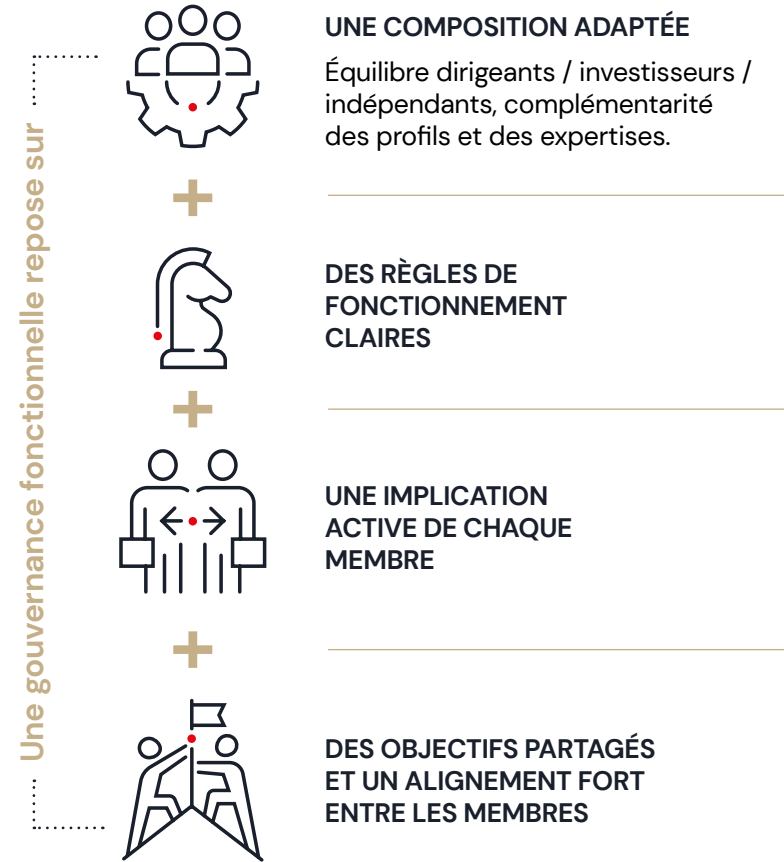 Une gouvernance fonctionnelle repose sur
UNE COMPOSITION ADAPTÉE
Équilibre dirigeants / investisseurs /
indépendants, complémentarité
des profils et des expertises.
+
DES RÈGLES DE
FONCTIONNEMENT
CLAIRES
+
UNE IMPLICATION
ACTIVE DE CHAQUE
MEMBRE
+
DES OBJECTIFS PARTAGÉS
ET UN ALIGNEMENT FORT
ENTRE LES MEMBRES